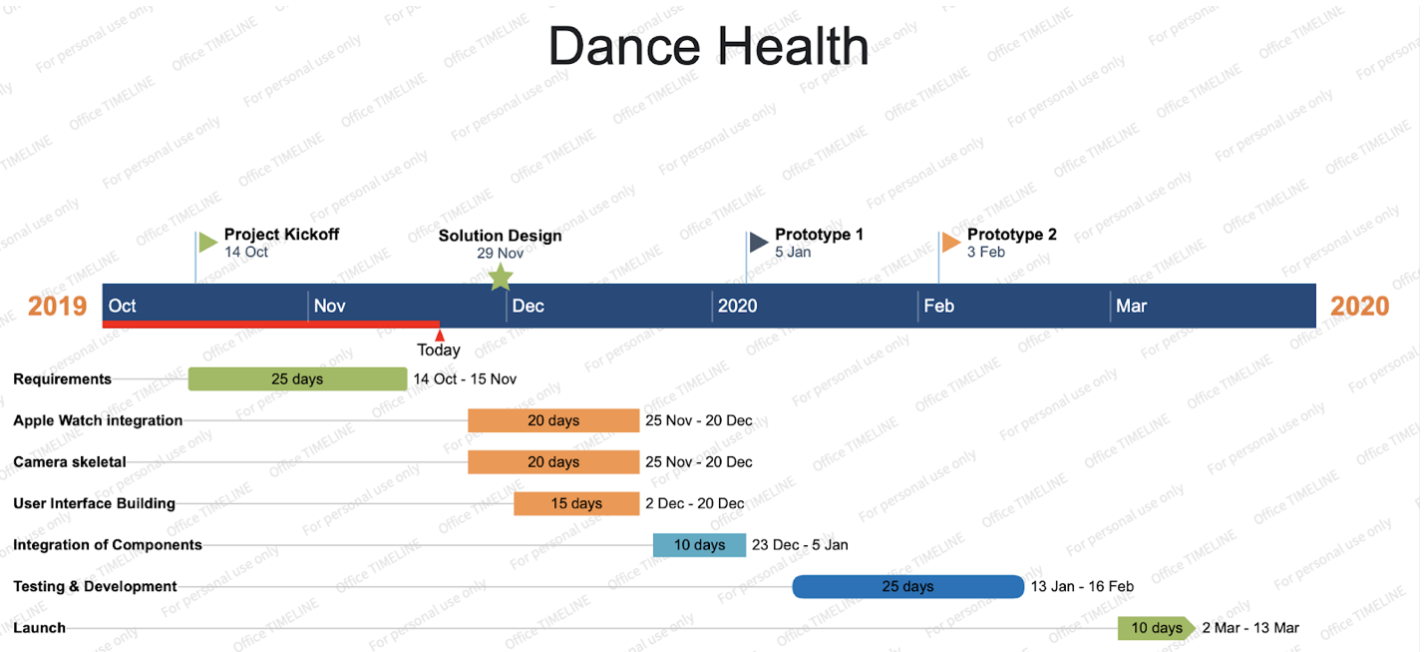 Dance Health
Project Kickoff
14 Oct
Solution Design
29 Nov
Prototype 1
5 Jan
Prototype 2
3 Feb
2019 Oct Nov Dec 2020 Feb Mar 2020
Today
Requirements 25 days 14 Oct - 15 Nov
Apple Watch integration 20 days 25 Nov - 20 Dec
Camera skeletal 20 days 25 Nov - 20 Dec
User Interface Building 15 days 2 Dec - 20 Dec
Integration of Components 10 days 23 Dec - 5 Jan
Testing & Development 25 days 13 Jan - 16 Feb
Launch 10 days 2 Mar - 13 Mar
For personal use only
Office TIMELINE